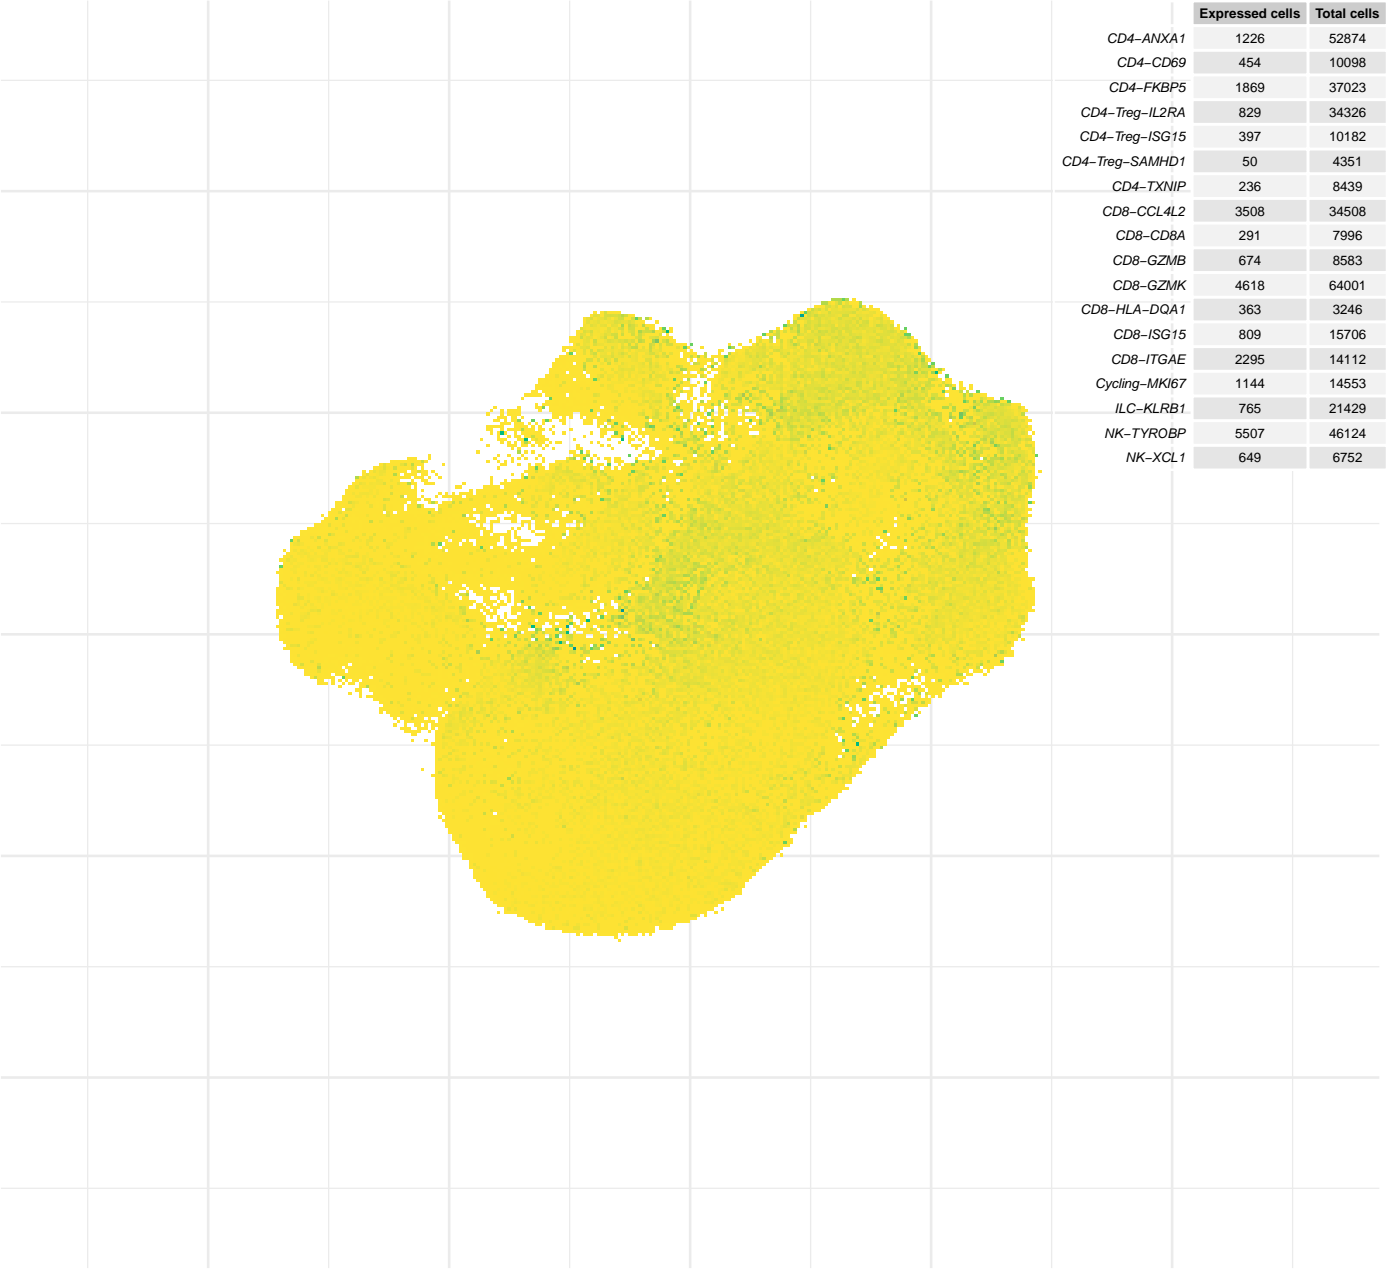 Expressed cells Total cells
CD4−ANXA1 1226 52874
CD4−CD69 454 10098
CD4−FKBP5 1869 37023
CD4−Treg−IL2RA 829 34326
CD4−Treg−ISG15 397 10182
CD4−Treg−SAMHD1 50 4351
CD4−TXNIP 236 8439
CD8−CCL4L2 3508 34508
CD8−CD8A 291 7996
CD8−GZMB 674 8583
CD8−GZMK 4618 64001
CD8−HLA−DQA1 363 3246
CD8−ISG15 809 15706
CD8−ITGAE 2295 14112
Cycling−MKI67 1144 14553
ILC−KLRB1 765 21429
NK−TYROBP 5507 46124
NK−XCL1 649 6752